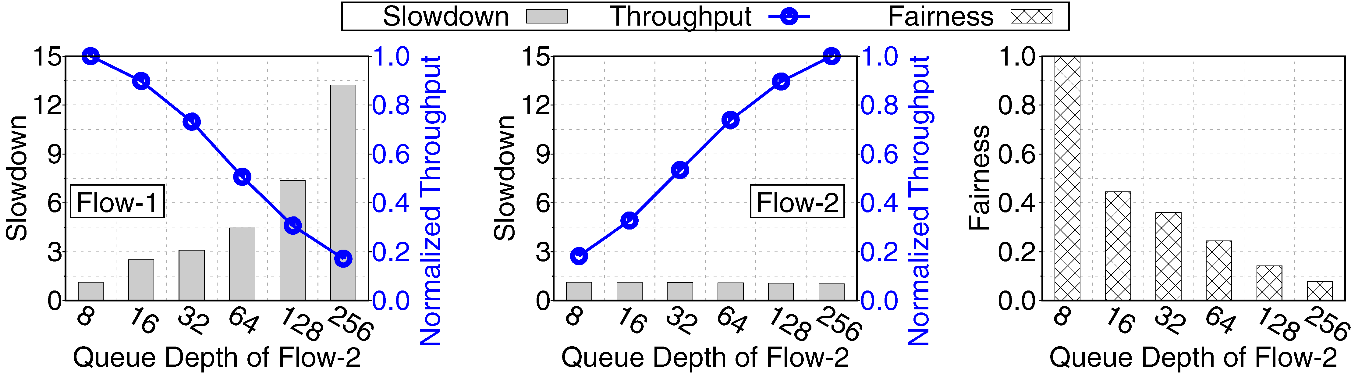 Slowdown Throughput Fairness
15
12
9
6
3
0
Slowdown
1.0
0.8
0.6
0.4
0.2
0.0
Normalized Throughput
Flow-1
8 16 32 64 128 256
Queue Depth of Flow-2
15
12
9
6
3
0
Slowdown
1.0
0.8
0.6
0.4
0.2
0.0
Normalized Throughput
Flow-2
8 16 32 64 128 256
Queue Depth of Flow-2
1.0
0.8
0.6
0.4
0.2
0.0
Fairness
8 16 32 64 128 256
Queue Depth of Flow-2